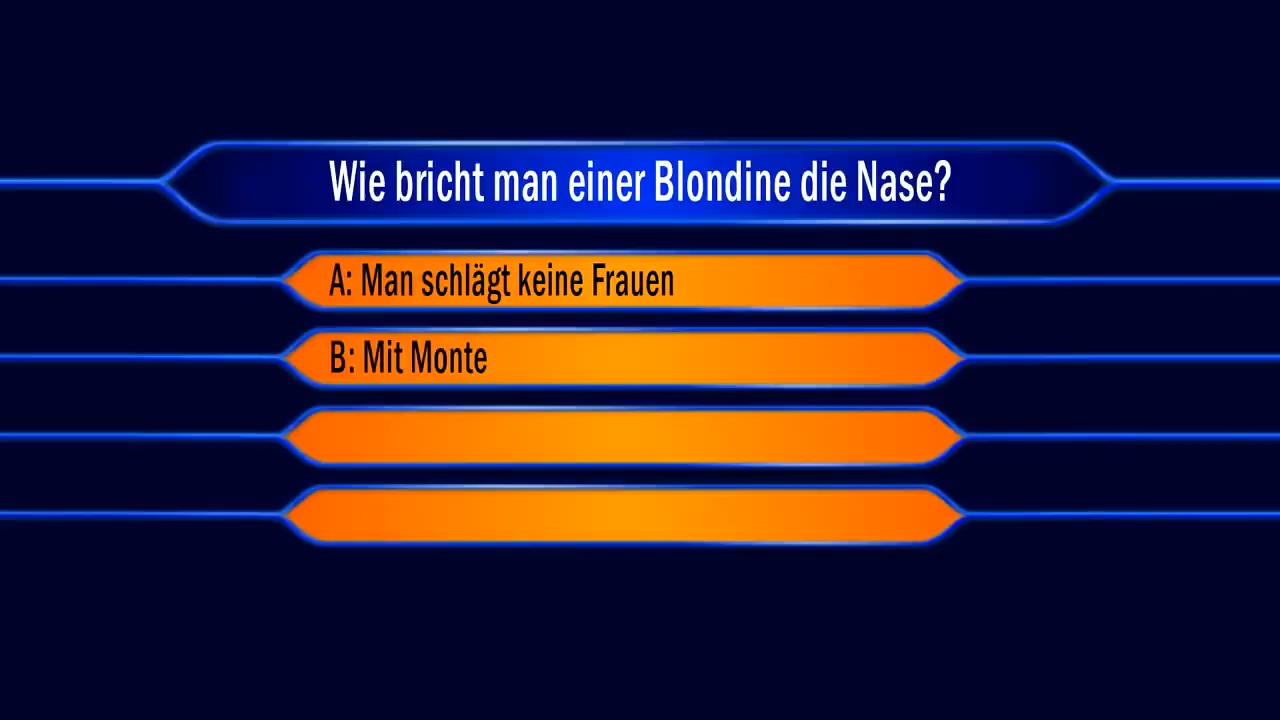 Wie bricht man einer Blondine die Nase?
A: Man schlägt keine Frauen
B: Mit Monte